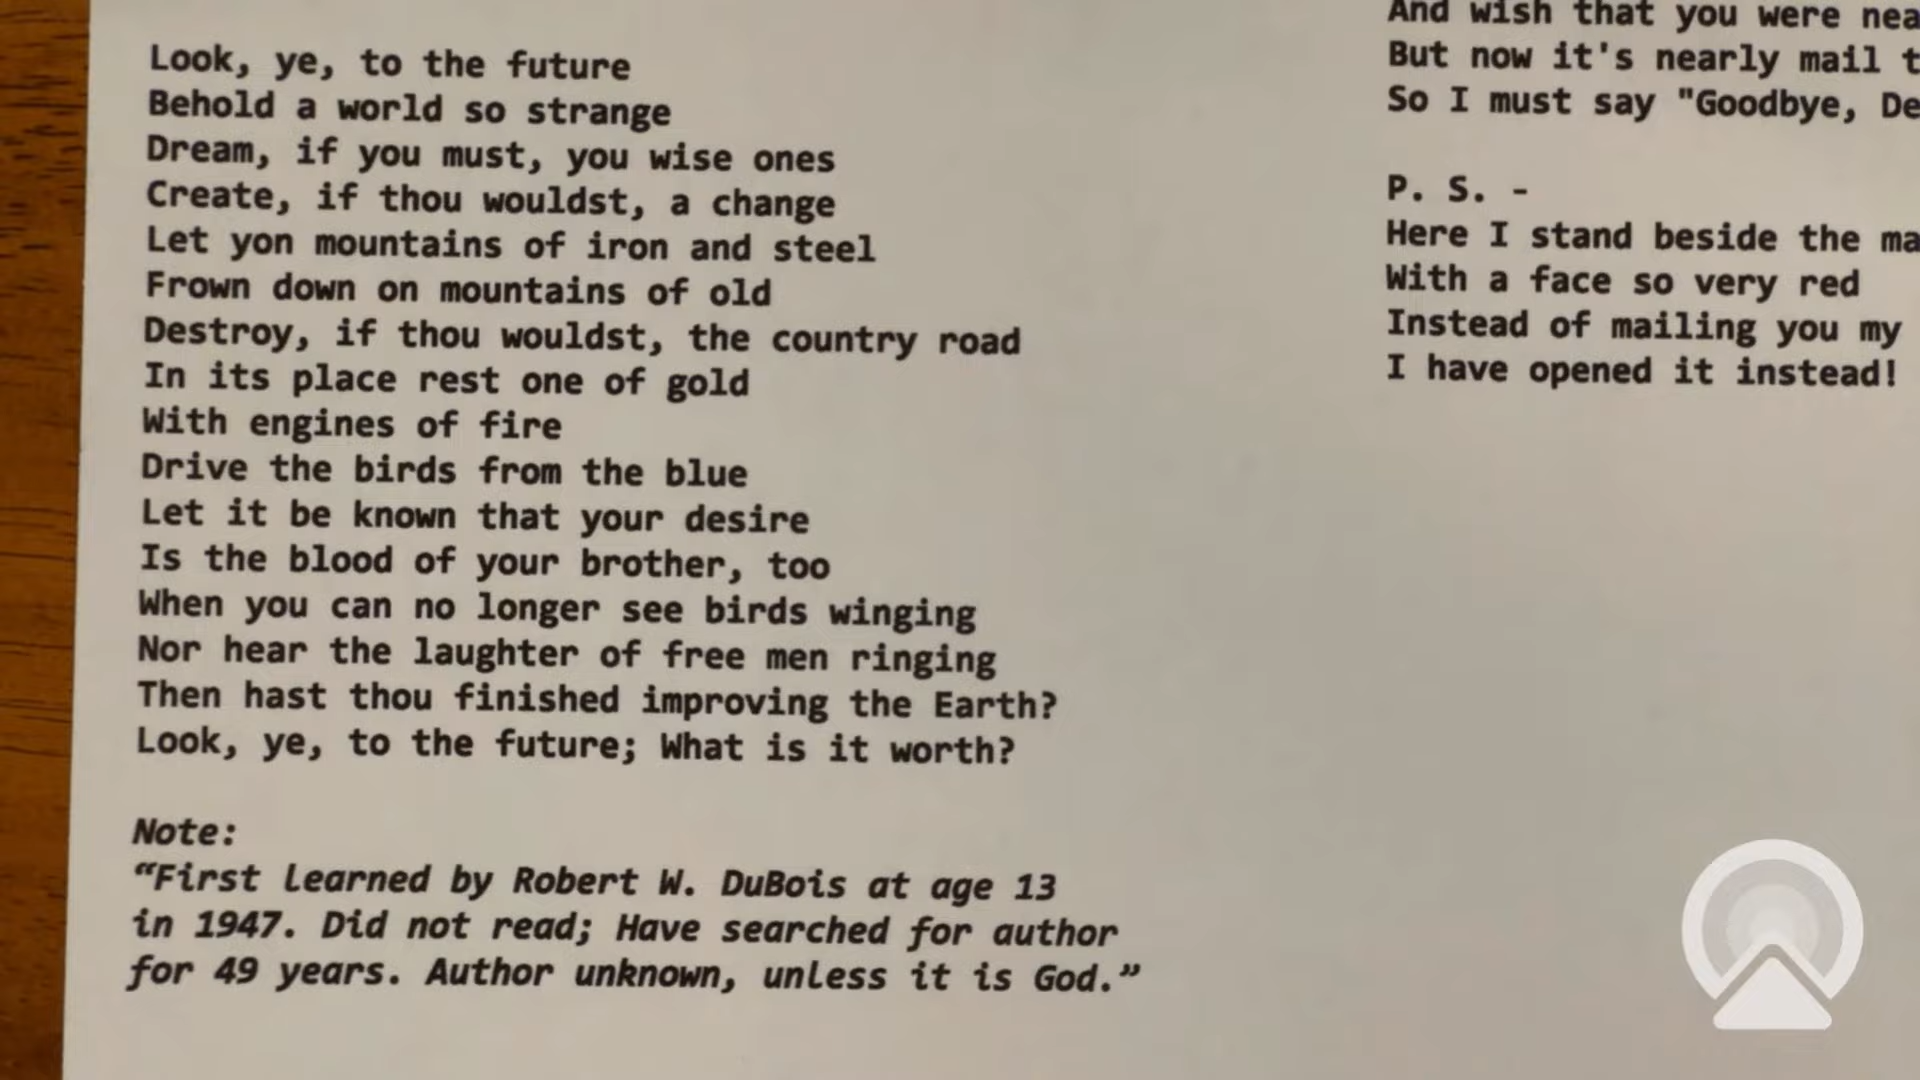 Look, ye, to the future
Behold a world so strange
Dream, if you must, you wise ones
Create, if thou wouldst, a change
Let yon mountains of iron and steel
Frown down on mountains of old
Destroy, if thou wouldst, the country road
In its place rest one of gold
With engines of fire
Drive the birds from the blue
Let it be known that your desire
Is the blood of your brother, too
When you can no longer see birds winging
Nor hear the laughter of free men ringing
Then hast thou finished improving the Earth?
Look, ye, to the future; What is it worth?
Note:
“First learned by Robert W. DuBois at age 13
in 1947. Did not read; Have searched for author
for 49 years. Author unknown, unless it is God.”
And wish that you were
But now it's nearly mail
So I must say "Goodbye,
P. S. -
Here I stand beside the
With a face so very red
Instead of mailing you my
I have opened it instead!